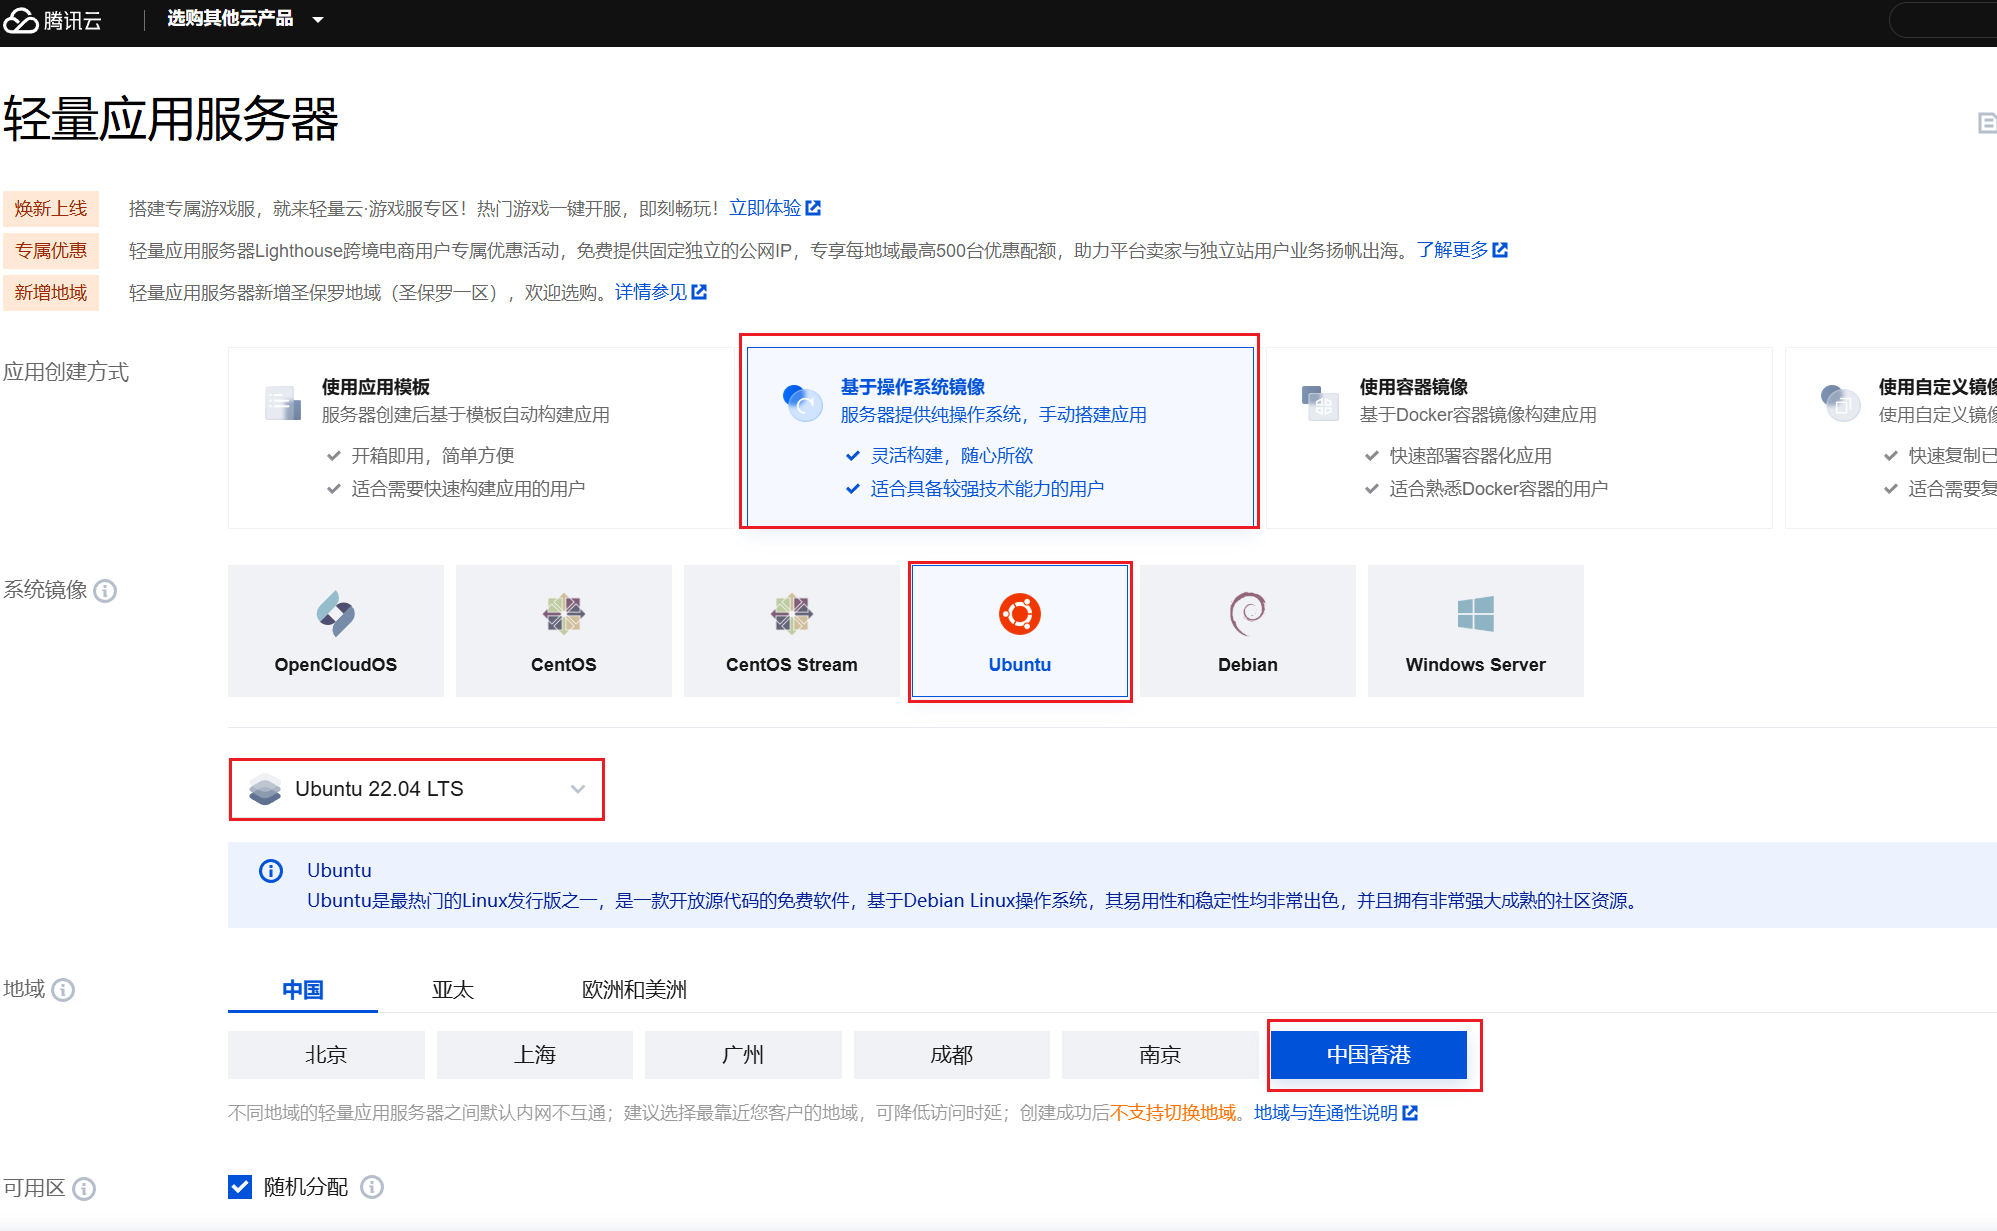 腾讯云
选购其他云产品
轻量应用服务器
焕新上线 搭建专属游戏服，就来轻量云·游戏服专区！热门游戏一键开服，即刻畅玩！立即体验
专属优惠 轻量应用服务器Lighthouse跨境电商用户专属优惠活动，免费提供固定独立的公网IP，专享每地域最高500台优惠配额，助力平台卖家与独立站用户业务扬帆出海。了解更多
新增地域 轻量应用服务器新增圣保罗地域（圣保罗一区），欢迎选购。详情参见
应用创建方式
使用应用模板
服务器创建后基于模板自动构建应用
开箱即用，简单方便
适合需要快速构建应用的用户
基于操作系统镜像
服务器提供纯操作系统，手动搭建应用
灵活构建，随心所欲
适合具备较强技术能力的用户
使用容器镜像
基于Docker容器镜像构建应用
快速部署容器化应用
适合熟悉Docker容器的用户
使用自定义镜像
使用自定义镜像
快速复制已
适合需要复
系统镜像
OpenCloudOS
CentOS
CentOS Stream
Ubuntu
Debian
Windows Server
Ubuntu 22.04 LTS
Ubuntu
Ubuntu是最热门的Linux发行版之一，是一款开放源代码的免费软件，基于Debian Linux操作系统，其易用性和稳定性均非常出色，并且拥有非常强大成熟的社区资源。
地域
中国 亚太 欧洲和美洲
北京 上海 广州 成都 南京 中国香港
不同地域的轻量应用服务器之间默认内网不互通；建议选择最靠近您客户的地域，可降低访问时延；创建成功后不支持切换地域。地域与连通性说明
可用区
随机分配